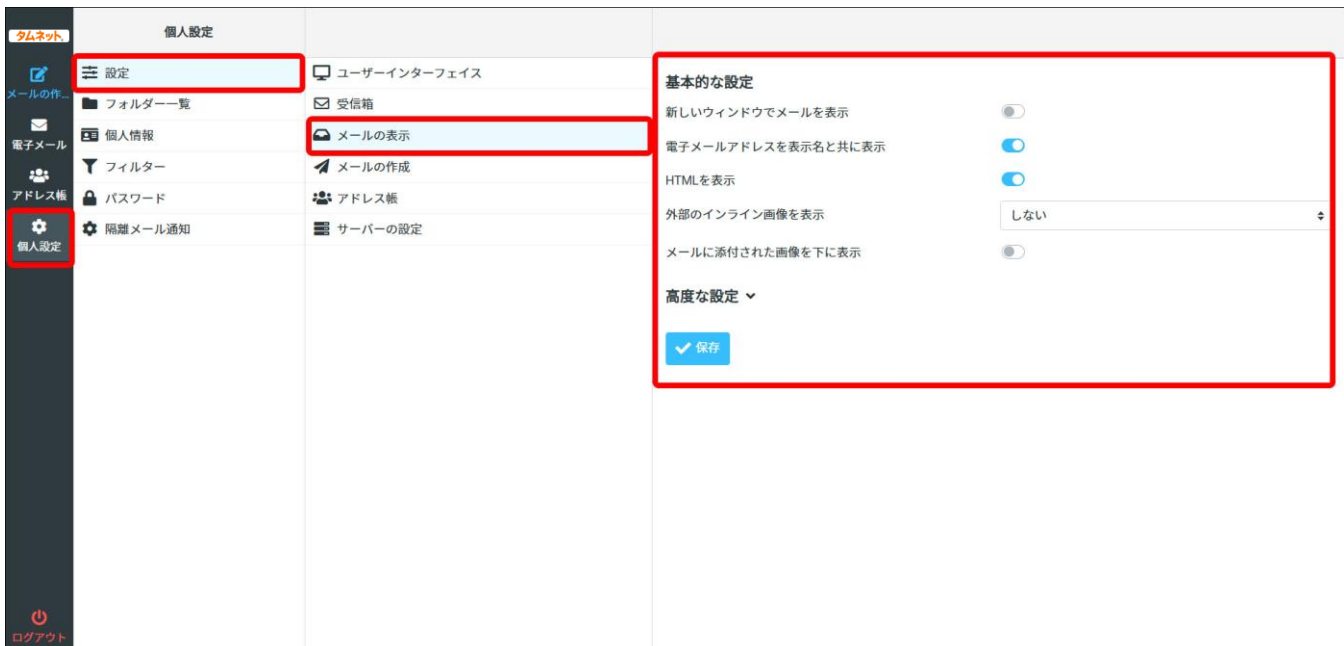 タムネット
メールの作...
電子メール
アドレス帳
個人設定
ログアウト
個人設定
設定
フォルダー一覧
個人情報
フィルター
パスワード
隔離メール通知
ユーザーインターフェイス
受信箱
メールの表示
メールの作成
アドレス帳
サーバーの設定
基本的な設定
新しいウィンドウでメールを表示
電子メールアドレスを表示名と共に表示
HTMLを表示
外部のインライン画像を表示
しない
メールに添付された画像を下に表示
高度な設定
保存